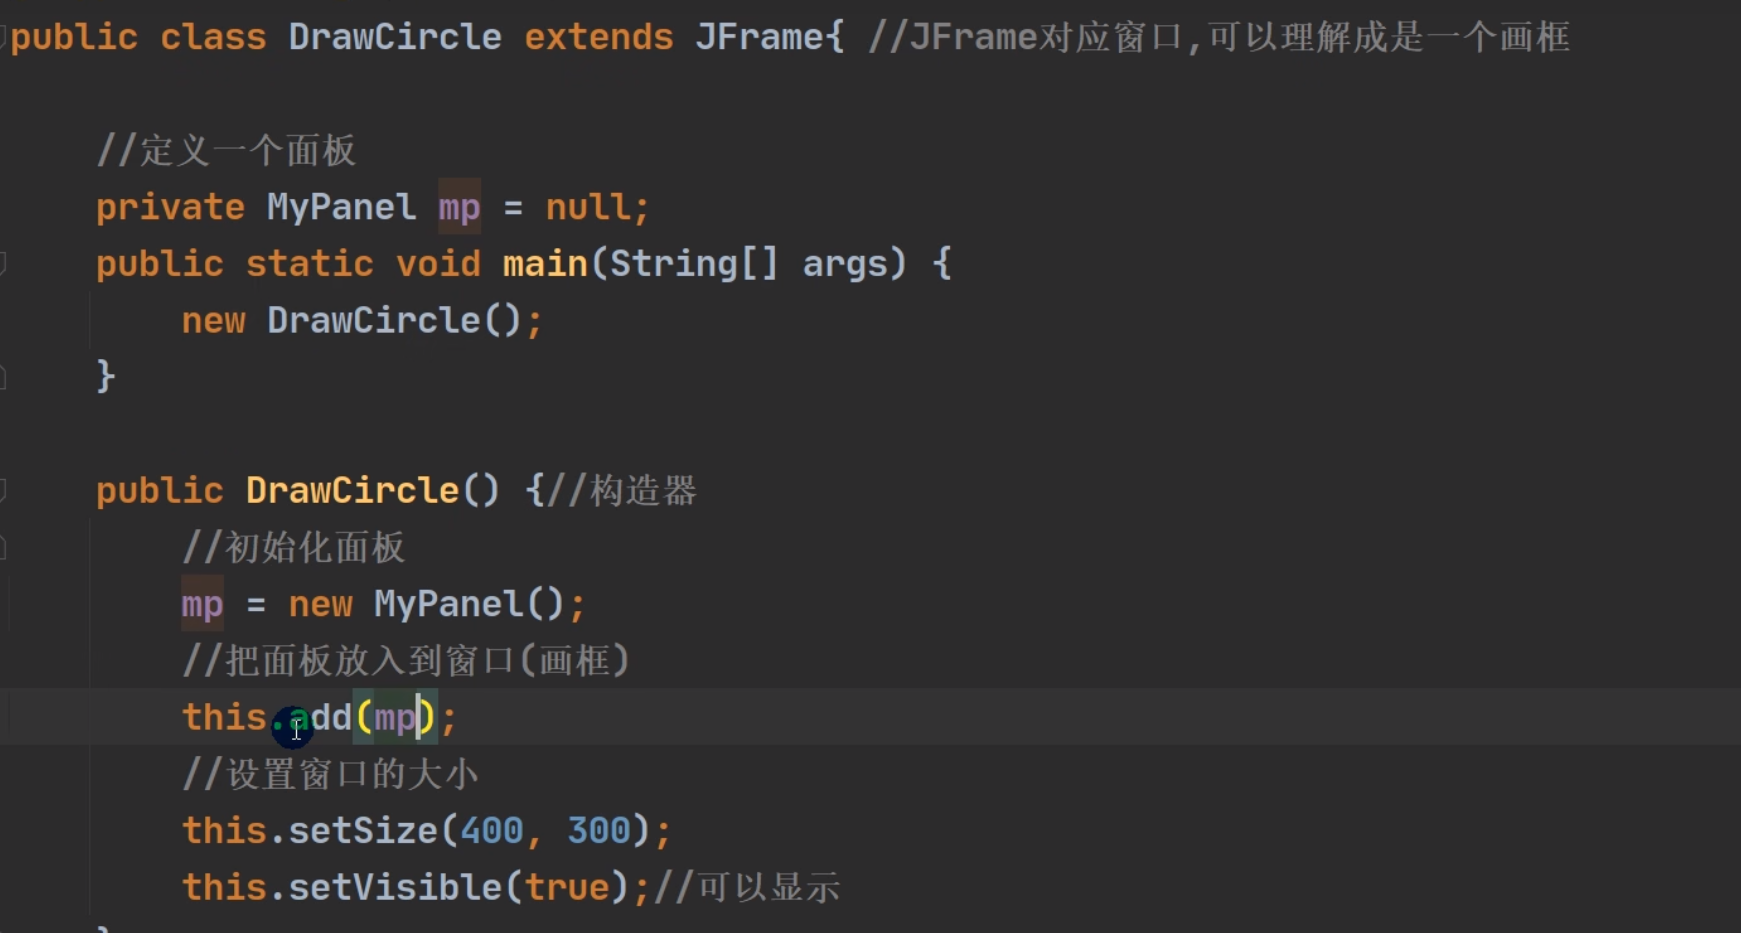 public class DrawCircle extends JFrame{ //JFrame对应窗口,可以理解成是一个画框
//定义一个面板
private MyPanel mp = null;
public static void main(String[] args) {
new DrawCircle();
}
public DrawCircle() {//构造器
//初始化面板
mp = new MyPanel();
//把面板放入到窗口(画框)
this.add(mp);
//设置窗口的大小
this.setSize(400, 300);
this.setVisible(true);//可以显示
}